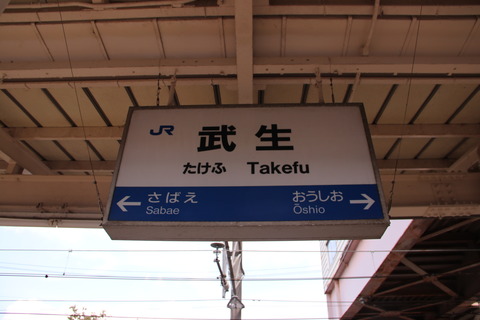 JR 武生
たけふ Takefu
さばえ おうしお
← Sabae Ōshio →